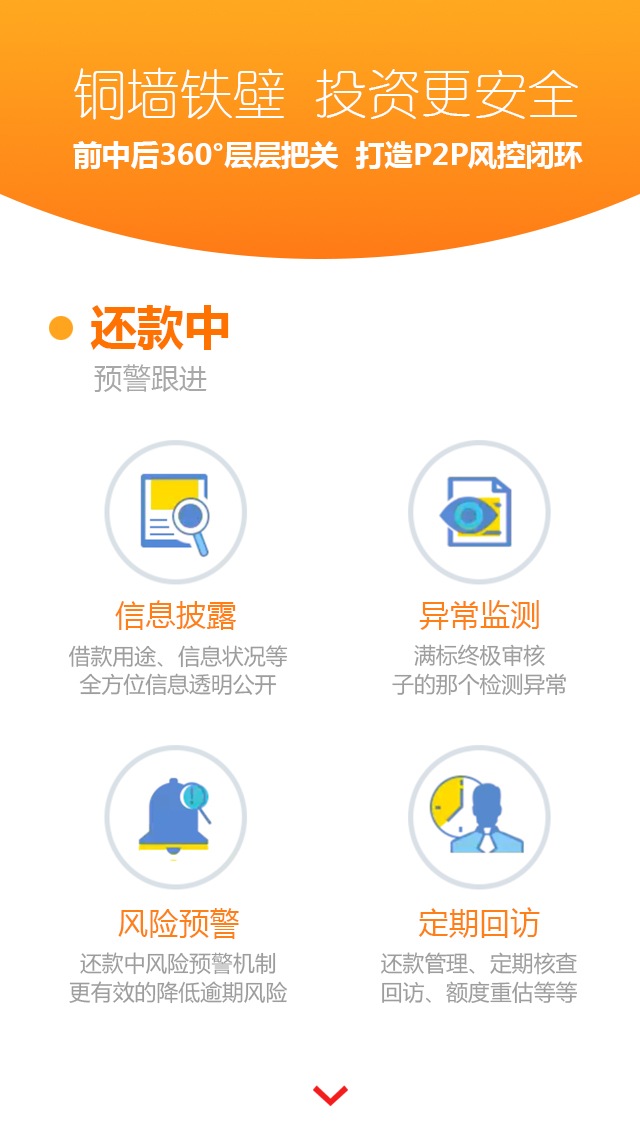 铜墙铁壁 投资更安全
前中后360°层层把关 打造P2P风控闭环
还款中
预警跟进
信息披露
借款用途、信息状况等
全方位信息透明公开
异常监测
满标终极审核
子的那个检测异常
风险预警
还款中风险预警机制
更有效的降低逾期风险
定期回访
还款管理、定期核查
回访、额度重估等等